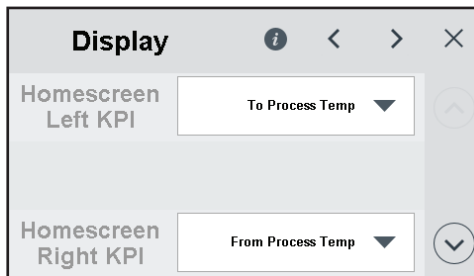 Display
Homescreen
Left KPI
To Process Temp
Homescreen
Right KPI
From Process Temp